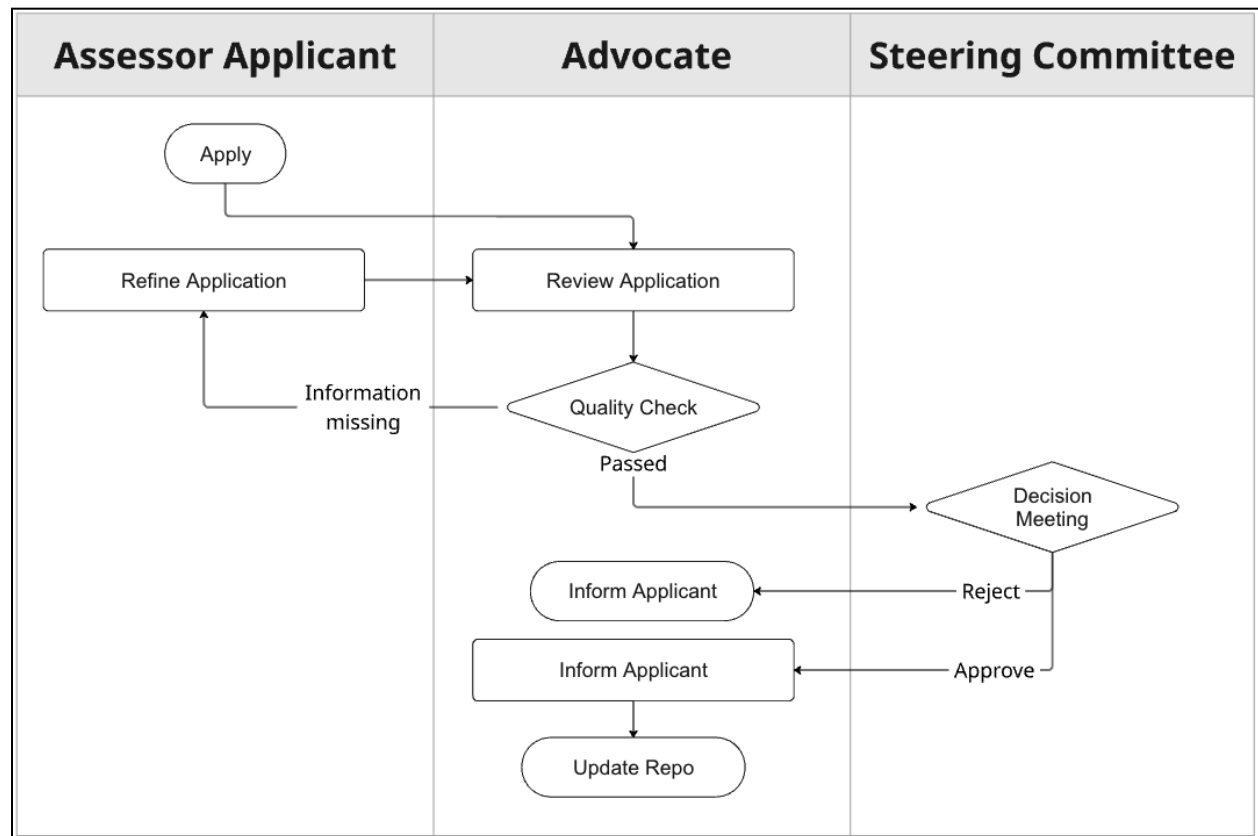 Assessor Applicant
Advocate
Steering Committee
Apply
Refine Application
Review Application
Information
missing
Quality Check
Passed
Decision
Meeting
Inform Applicant
Reject
Inform Applicant
Approve
Update Repo